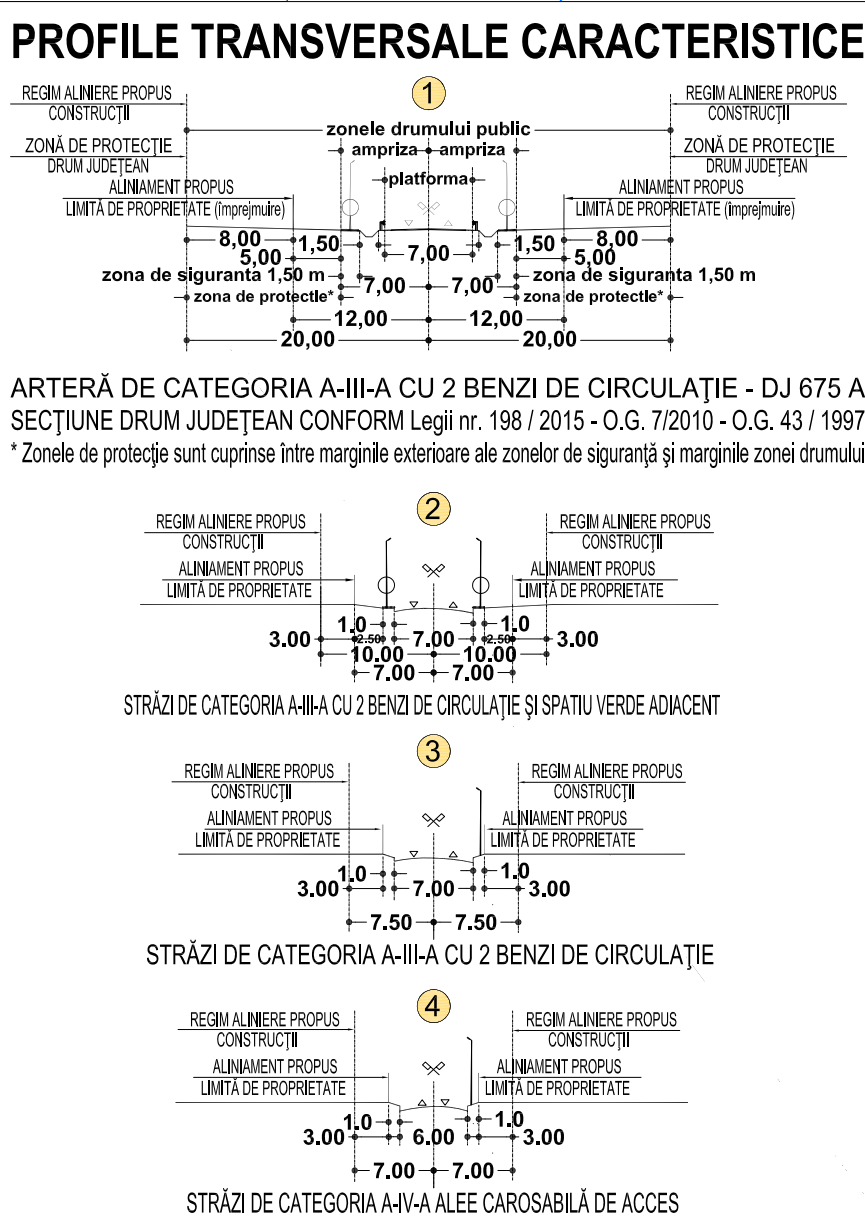 PROFILE TRANSVERSALE CARACTERISTICE
1
REGIM ALINIERE PROPUS
CONSTRUCŢII
REGIM ALINIERE PROPUS
CONSTRUCŢII
zonele drumului public
ZONĂ DE PROTECŢIE
DRUM JUDEŢEAN
ampriza ampriza
ZONĂ DE PROTECŢIE
DRUM JUDEŢEAN
platforma
ALINIAMENT PROPUS
LIMITĂ DE PROPRIETATE (împrejmuire)
ALINIAMENT PROPUS
LIMITĂ DE PROPRIETATE (împrejmuire)
8,00 1,50 7,00 1,50 8,00
5,00 5,00
zona de siguranta 1,50 m zona de siguranta 1,50 m
7,00 7,00
zona de protectie* zona de protectie*
12,00 12,00
20,00 20,00
ARTERĂ DE CATEGORIA A-III-A CU 2 BENZI DE CIRCULAŢIE - DJ 675 A
SECŢIUNE DRUM JUDEŢEAN CONFORM Legii nr. 198 / 2015 - O.G. 7/2010 - O.G. 43 / 1997
* Zonele de protecţie sunt cuprinse între marginile exterioare ale zonelor de siguranţă şi marginile zonei drumului
2
REGIM ALINIERE PROPUS
CONSTRUCŢII
REGIM ALINIERE PROPUS
CONSTRUCŢII
ALINIAMENT PROPUS
LIMITĂ DE PROPRIETATE
ALINIAMENT PROPUS
LIMITĂ DE PROPRIETATE
1.0 1.0
3.00 2.50 7.00 2.50 3.00
10.00 10.00
7.00 7.00
STRĂZI DE CATEGORIA A-III-A CU 2 BENZI DE CIRCULAŢIE ŞI SPATIU VERDE ADIACENT
3
REGIM ALINIERE PROPUS
CONSTRUCŢII
REGIM ALINIERE PROPUS
CONSTRUCŢII
ALINIAMENT PROPUS
LIMITĂ DE PROPRIETATE
ALINIAMENT PROPUS
LIMITĂ DE PROPRIETATE
1.0 1.0
3.00 7.00 3.00
7.50 7.50
STRĂZI DE CATEGORIA A-III-A CU 2 BENZI DE CIRCULAŢIE
4
REGIM ALINIERE PROPUS
CONSTRUCŢII
REGIM ALINIERE PROPUS
CONSTRUCŢII
ALINIAMENT PROPUS
LIMITĂ DE PROPRIETATE
ALINIAMENT PROPUS
LIMITĂ DE PROPRIETATE
1.0 1.0
3.00 6.00 3.00
7.00 7.00
STRĂZI DE CATEGORIA A-IV-A ALEE CAROSABILĂ DE ACCES